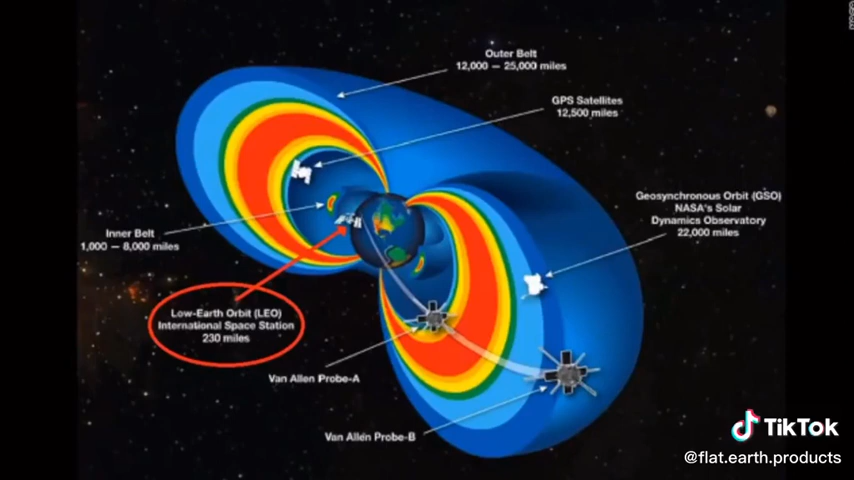 Outer Belt
12,000 — 25,000 miles
GPS Satellites
12,500 miles
Geosynchronous Orbit (GSO)
NASA's Solar
Dynamics Observatory
22,000 miles
Inner Belt
1,000 — 8,000 miles
Low-Earth Orbit (LEO)
International Space Station
230 miles
Van Allen Probe-A
Van Allen Probe-B
TikTok
@flat.earth.products